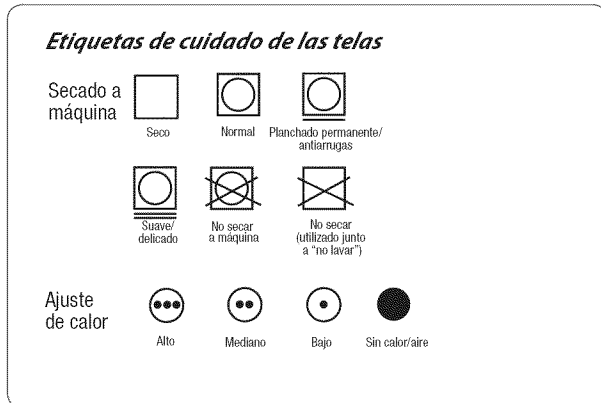 Etiquetas de cuidado de las telas
Secado a
máquina
Seco
Normal
Planchado permanente/
antiarrugas
Suave/
delicado
No secar
a máquina
No secar
(utilizado junto
a “no lavar”)
Ajuste
de calor
Alto
Mediano
Bajo
Sin calor/aire